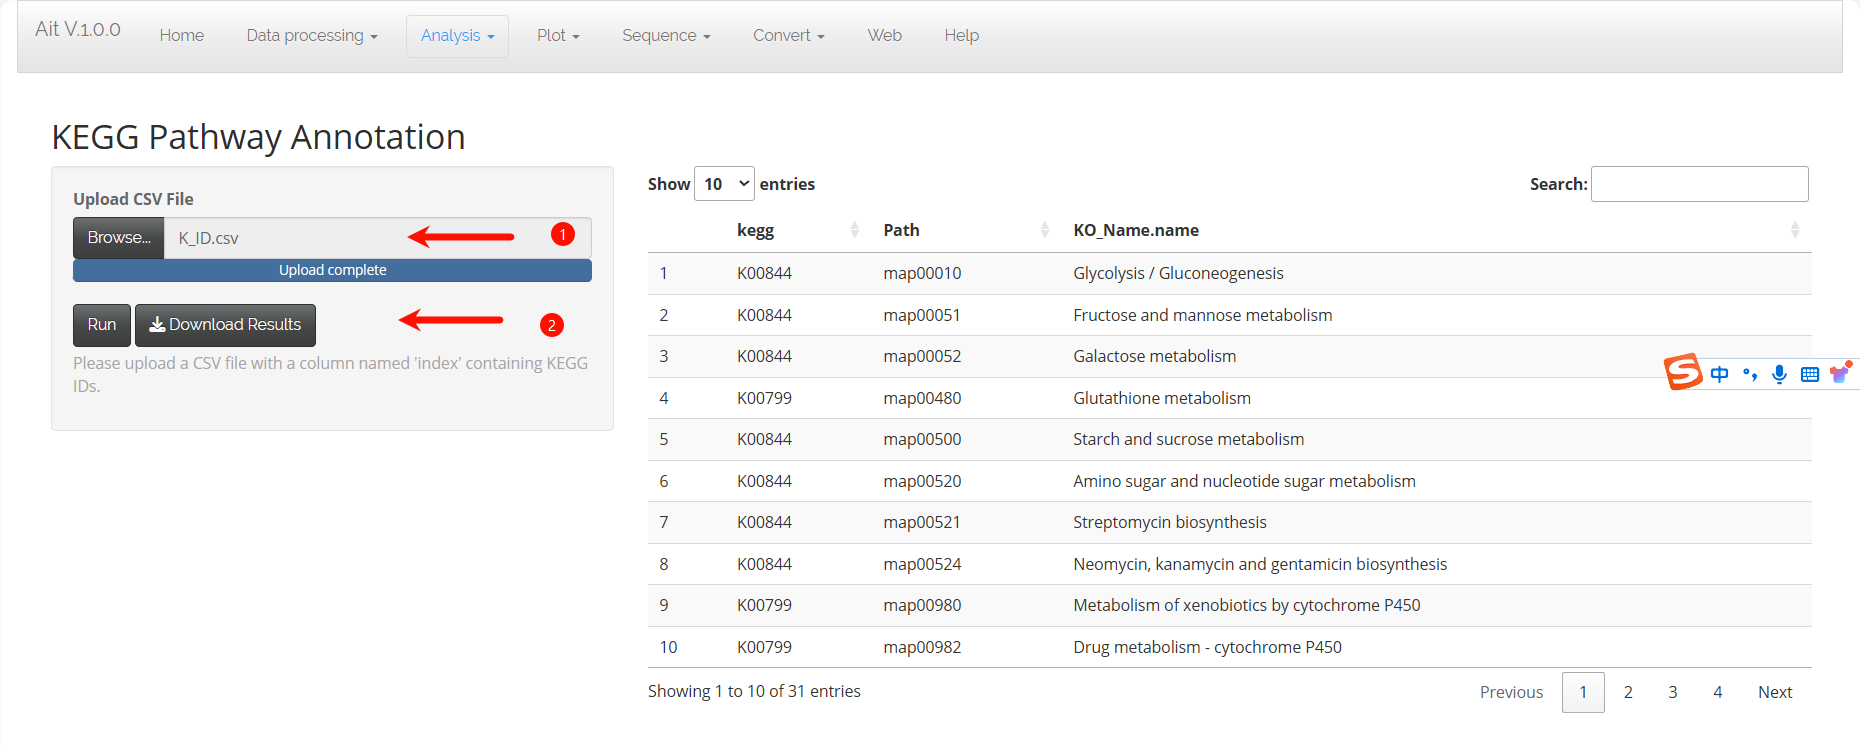 Ait V.1.0.0 Home Data processing Analysis Plot Sequence Convert Web Help
KEGG Pathway Annotation
Upload CSV File
Browse... K_ID.csv 1
Upload complete
Run Download Results 2
Please upload a CSV file with a column named 'index' containing KEGG
IDs.
Show 10 entries Search:
kegg Path KO_Name.name
1 K00844 map00010 Glycolysis / Gluconeogenesis
2 K00844 map00051 Fructose and mannose metabolism
3 K00844 map00052 Galactose metabolism
S 中
4 K00799 map00480 Glutathione metabolism
5 K00844 map00500 Starch and sucrose metabolism
6 K00844 map00520 Amino sugar and nucleotide sugar metabolism
7 K00844 map00521 Streptomycin biosynthesis
8 K00844 map00524 Neomycin, kanamycin and gentamicin biosynthesis
9 K00799 map00980 Metabolism of xenobiotics by cytochrome P450
10 K00799 map00982 Drug metabolism - cytochrome P450
Showing 1 to 10 of 31 entries Previous 1 2 3 4 Next